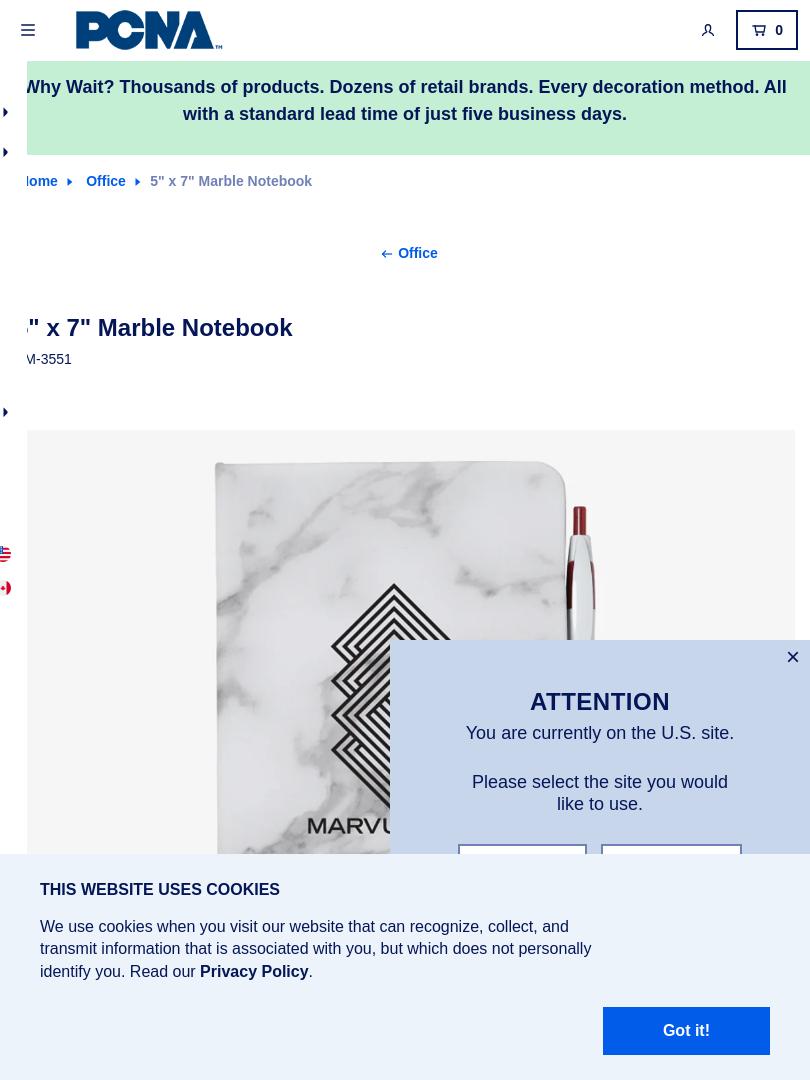 PCNA™
0
Why Wait? Thousands of products. Dozens of retail brands. Every decoration method. All
with a standard lead time of just five business days.
Office
5" x 7" Marble Notebook
← Office
" x 7" Marble Notebook
M-3551
ATTENTION
You are currently on the U.S. site.
Please select the site you would
like to use.
MARVU
THIS WEBSITE USES COOKIES
We use cookies when you visit our website that can recognize, collect, and
transmit information that is associated with you, but which does not personally
identify you. Read our Privacy Policy.
Got it!